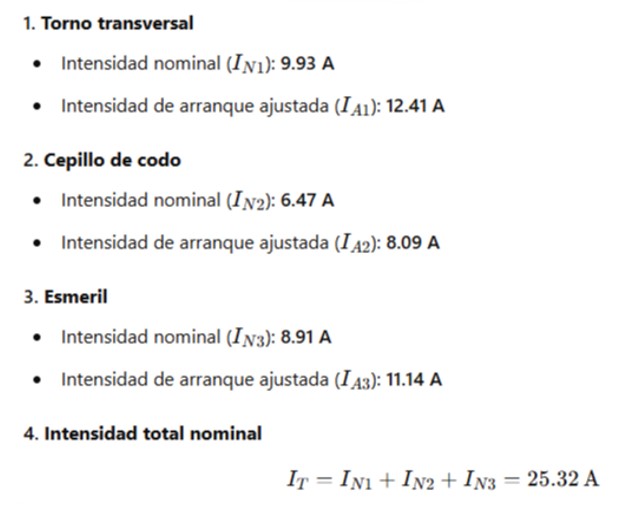 1. Torno transversal
• Intensidad nominal (I_{N1}): 9.93 A
• Intensidad de arranque ajustada (I_{A1}): 12.41 A
2. Cepillo de codo
• Intensidad nominal (I_{N2}): 6.47 A
• Intensidad de arranque ajustada (I_{A2}): 8.09 A
3. Esmeril
• Intensidad nominal (I_{N3}): 8.91 A
• Intensidad de arranque ajustada (I_{A3}): 11.14 A
4. Intensidad total nominal
I_T = I_{N1} + I_{N2} + I_{N3} = 25.32 A